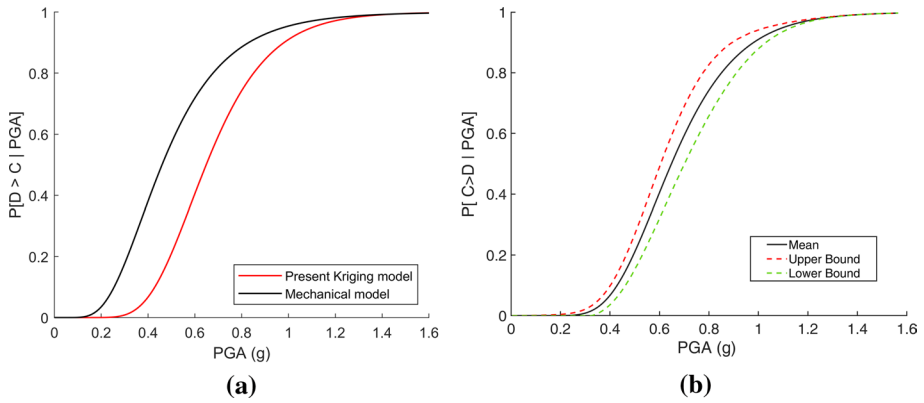 1
0.8
0.6
0.4
0.2
0
P[D > C | PGA]
0 0.2 0.4 0.6 0.8 1 1.2 1.4 1.6
PGA (g)
Present Kriging model
Mechanical model
(a)
1
0.8
0.6
0.4
0.2
0
P[ C>D | PGA]
0 0.2 0.4 0.6 0.8 1 1.2 1.4 1.6
PGA (g)
Mean
Upper Bound
Lower Bound
(b)